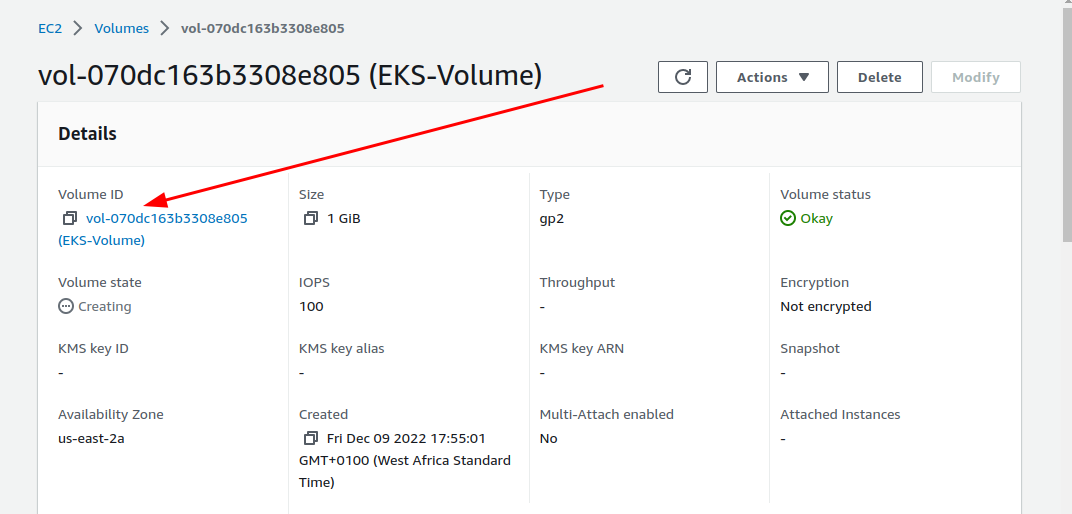 EC2 > Volumes > vol-070dc163b3308e805
vol-070dc163b3308e805 (EKS-Volume)
Actions ▼
Delete
Modify
Details
Volume ID
vol-070dc163b3308e805
(EKS-Volume)
Size
1 GiB
Type
gp2
Volume status
Okay
Volume state
Creating
IOPS
100
Throughput
-
Encryption
Not encrypted
KMS key ID
-
KMS key alias
-
KMS key ARN
-
Snapshot
-
Availability Zone
us-east-2a
Created
Fri Dec 09 2022 17:55:01
GMT+0100 (West Africa Standard
Time)
Multi-Attach enabled
No
Attached Instances
-